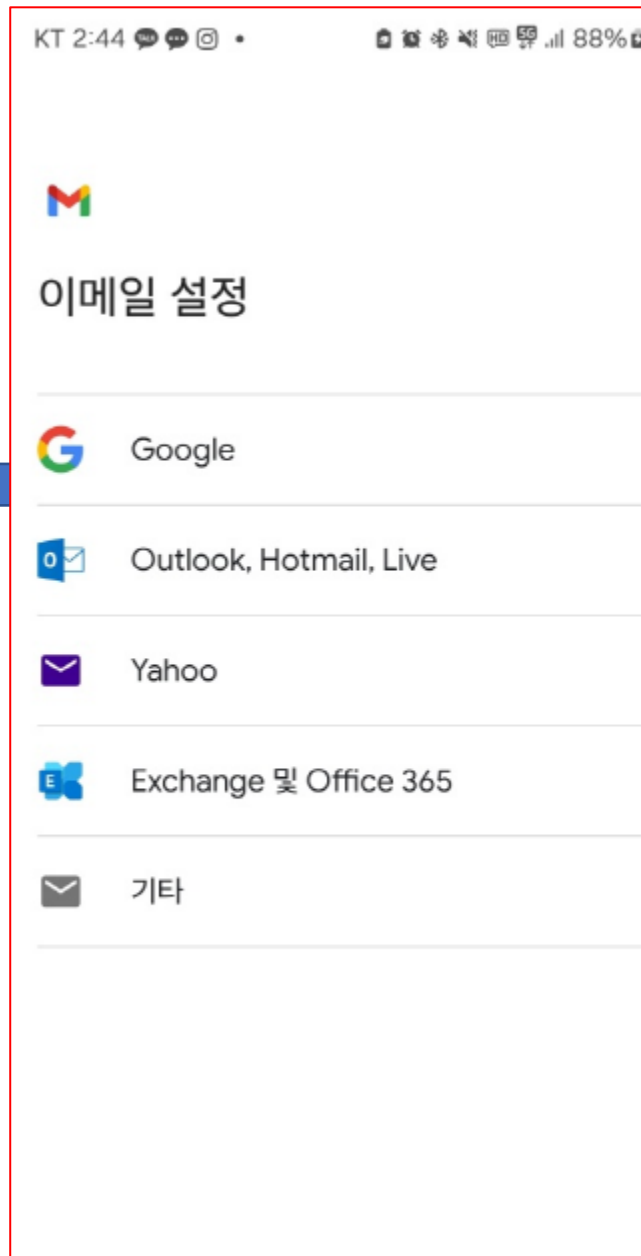 KT 2:44
88%
이메일 설정
Google
Outlook, Hotmail, Live
Yahoo
Exchange 및 Office 365
기타